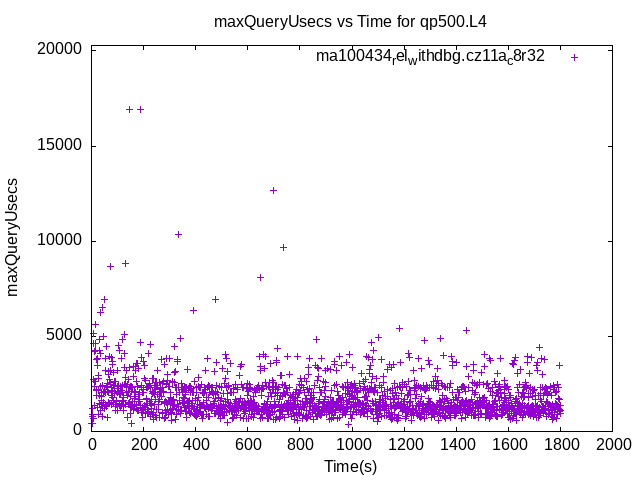 maxQueryUsecs vs Time for qp500.L4
ma100434relwithdbg.cz11ac8r32
20000
15000
10000
5000
0
maxQueryUsecs
0 200 400 600 800 1000 1200 1400 1600 1800 2000
Time(s)